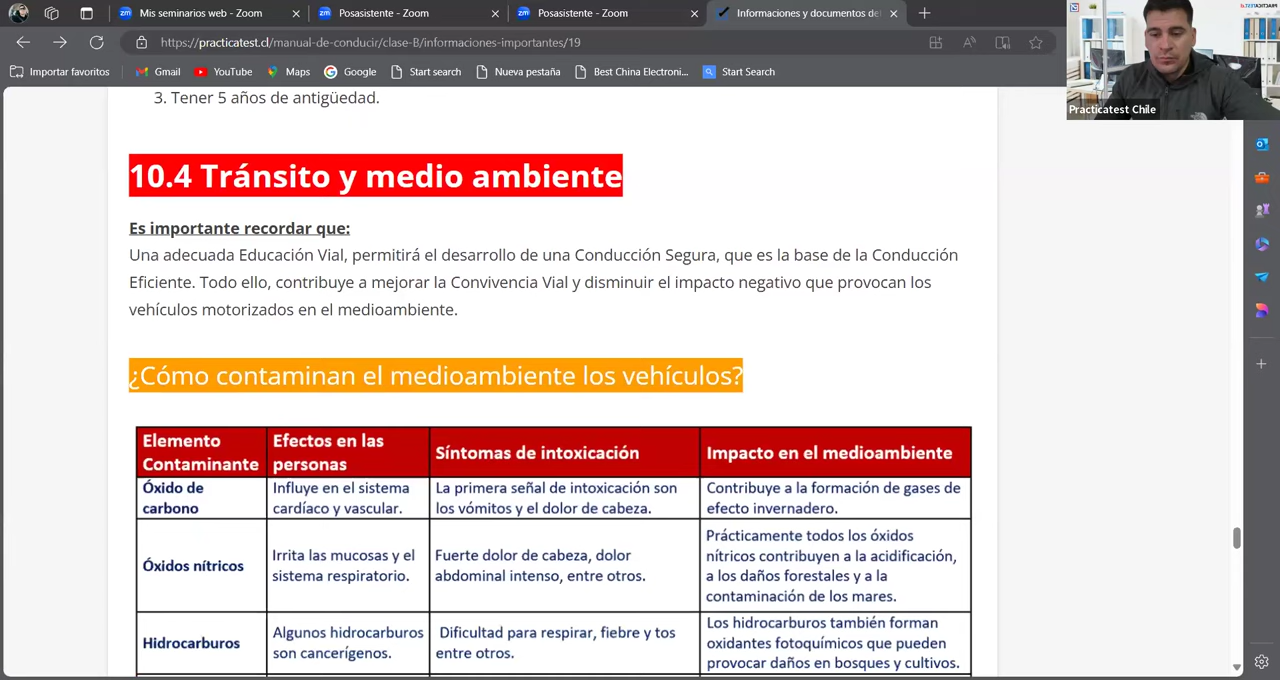 Mis seminarios web - Zoom
Posasistente - Zoom
Posasistente - Zoom
Informaciones y documentos de
https://practicatest.cl/manual-de-conducir/clase-B/informaciones-importantes/19
Importar favoritos
Gmail
YouTube
Maps
Google
Start search
Nueva pestaña
Best China Electroni...
Start Search
Practicatest Chile
3. Tener 5 años de antigüedad.
10.4 Tránsito y medio ambiente
Es importante recordar que:
Una adecuada Educación Vial, permitirá el desarrollo de una Conducción Segura, que es la base de la Conducción
Eficiente. Todo ello, contribuye a mejorar la Convivencia Vial y disminuir el impacto negativo que provocan los
vehículos motorizados en el medioambiente.
¿Cómo contaminan el medioambiente los vehículos?
Elemento
Contaminante
Efectos en las
personas
Síntomas de intoxicación
Impacto en el medioambiente
Óxido de
carbono
Influye en el sistema
cardíaco y vascular.
La primera señal de intoxicación son
los vómitos y el dolor de cabeza.
Contribuye a la formación de gases de
efecto invernadero.
Óxidos nítricos
Irrita las mucosas y el
sistema respiratorio.
Fuerte dolor de cabeza, dolor
abdominal intenso, entre otros.
Prácticamente todos los óxidos
nítricos contribuyen a la acidificación,
a los daños forestales y a la
contaminación de los mares.
Hidrocarburos
Algunos hidrocarburos
son cancerígenos.
Dificultad para respirar, fiebre y tos
entre otros.
Los hidrocarburos también forman
oxidantes fotoquímicos que pueden
provocar daños en bosques y cultivos.